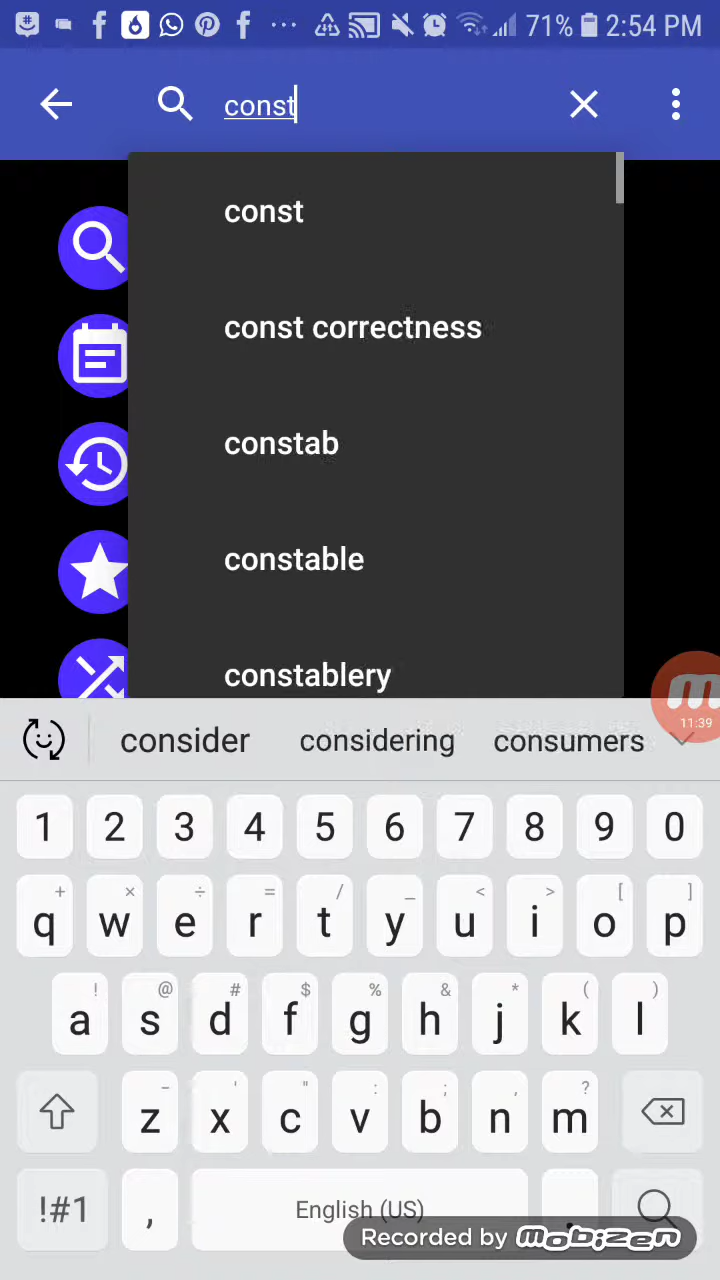 71% 2:54 PM
const
const
const correctness
constab
constable
constablery
11:39
consider considering consumers
1 2 3 4 5 6 7 8 9 0
+ × ÷ = / _ < > [ ]
q w e r t y u i o p
! @ # $ % & * ( )
a s d f g h j k l
- ' " : ; , ?
z x c v b n m
!#1 , English (US) .
Recorded by mobizen